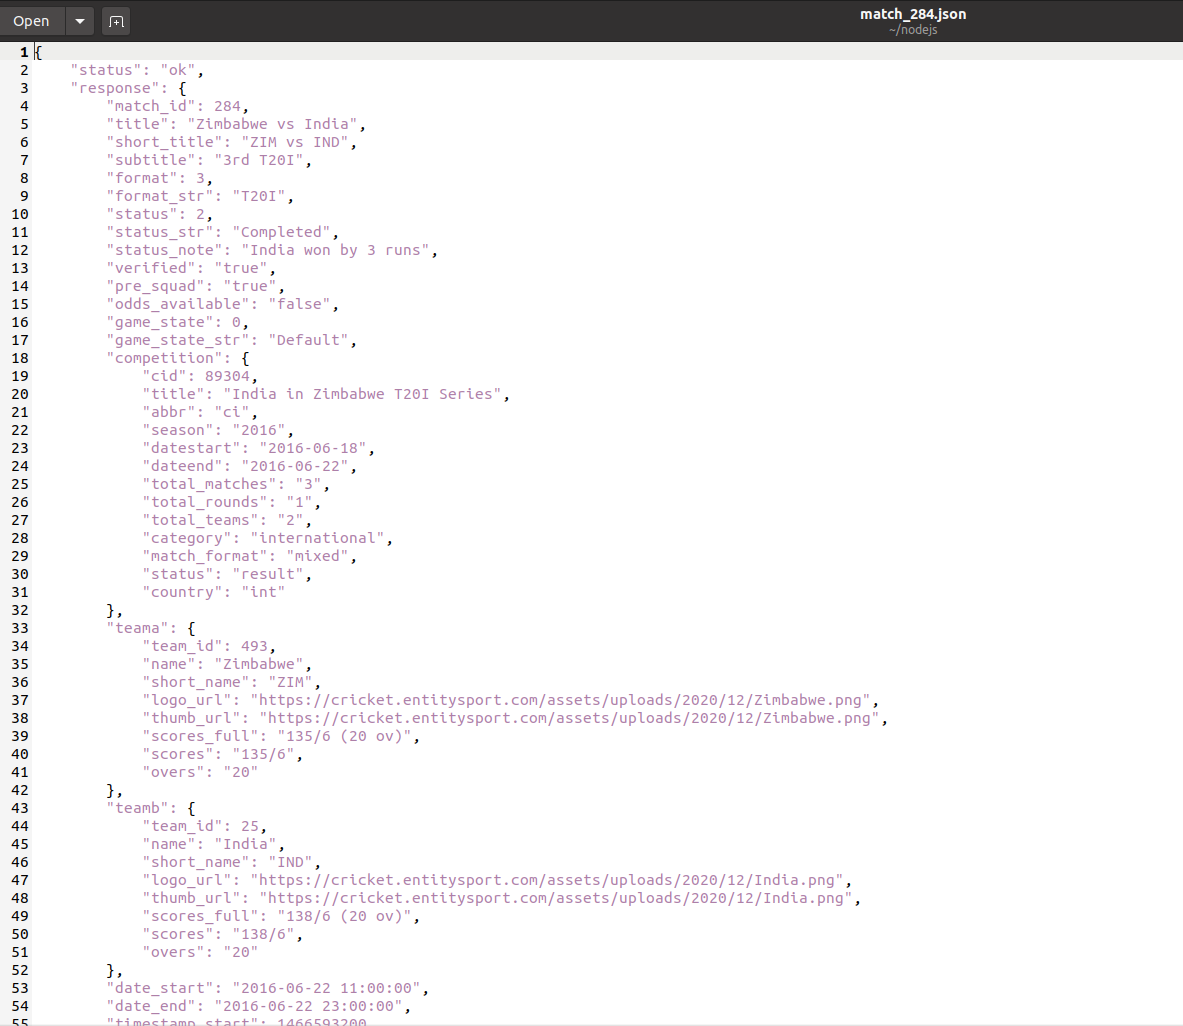 Open
match_284.json
~/nodejs
1 {
2     "status": "ok",
3     "response": {
4         "match_id": 284,
5         "title": "Zimbabwe vs India",
6         "short_title": "ZIM vs IND",
7         "subtitle": "3rd T20I",
8         "format": 3,
9         "format_str": "T20I",
10         "status": 2,
11         "status_str": "Completed",
12         "status_note": "India won by 3 runs",
13         "verified": "true",
14         "pre_squad": "true",
15         "odds_available": "false",
16         "game_state": 0,
17         "game_state_str": "Default",
18         "competition": {
19             "cid": 89304,
20             "title": "India in Zimbabwe T20I Series",
21             "abbr": "ci",
22             "season": "2016",
23             "datestart": "2016-06-18",
24             "dateend": "2016-06-22",
25             "total_matches": "3",
26             "total_rounds": "1",
27             "total_teams": "2",
28             "category": "international",
29             "match_format": "mixed",
30             "status": "result",
31             "country": "int"
32         },
33         "teama": {
34             "team_id": 493,
35             "name": "Zimbabwe",
36             "short_name": "ZIM",
37             "logo_url": "https://cricket.entitysport.com/assets/uploads/2020/12/Zimbabwe.png",
38             "thumb_url": "https://cricket.entitysport.com/assets/uploads/2020/12/Zimbabwe.png",
39             "scores_full": "135/6 (20 ov)",
40             "scores": "135/6",
41             "overs": "20"
42         },
43         "teamb": {
44             "team_id": 25,
45             "name": "India",
46             "short_name": "IND",
47             "logo_url": "https://cricket.entitysport.com/assets/uploads/2020/12/India.png",
48             "thumb_url": "https://cricket.entitysport.com/assets/uploads/2020/12/India.png",
49             "scores_full": "138/6 (20 ov)",
50             "scores": "138/6",
51             "overs": "20"
52         },
53         "date_start": "2016-06-22 11:00:00",
54         "date_end": "2016-06-22 23:00:00",
55         "timestamp_start": 1466593200